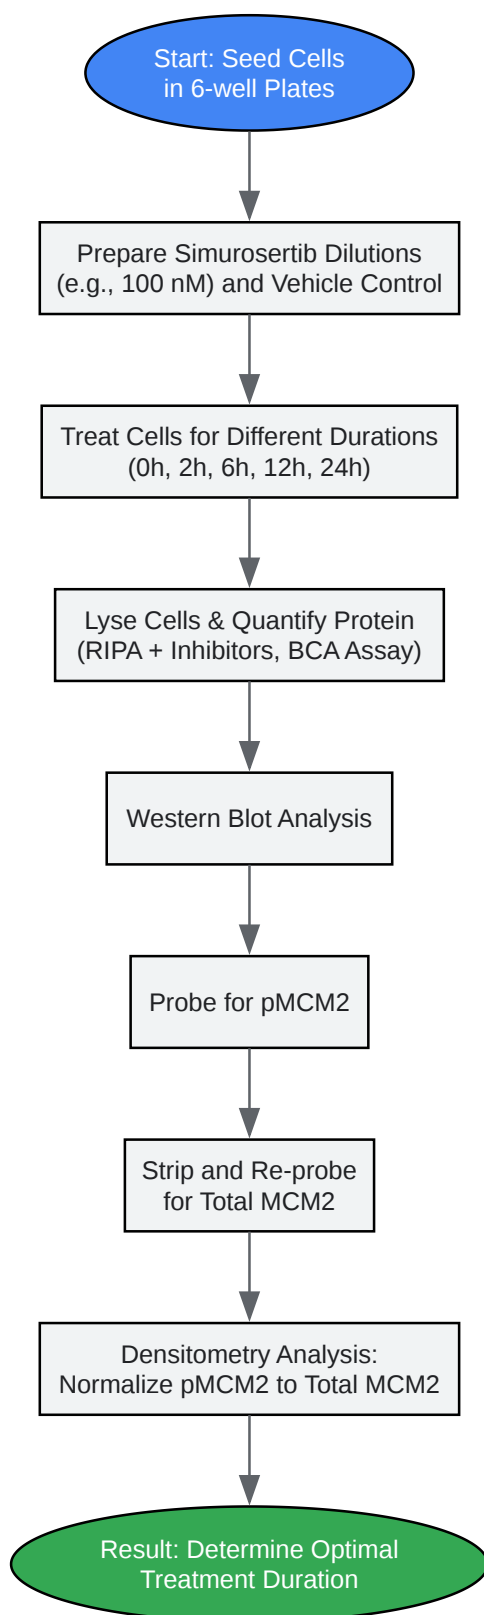 Start: Seed Cells
in 6-well Plates
Prepare Simurosertib Dilutions
(e.g., 100 nM) and Vehicle Control
Treat Cells for Different Durations
(0h, 2h, 6h, 12h, 24h)
Lyse Cells & Quantify Protein
(RIPA + Inhibitors, BCA Assay)
Western Blot Analysis
Probe for pMCM2
Strip and Re-probe
for Total MCM2
Densitometry Analysis:
Normalize pMCM2 to Total MCM2
Result: Determine Optimal
Treatment Duration